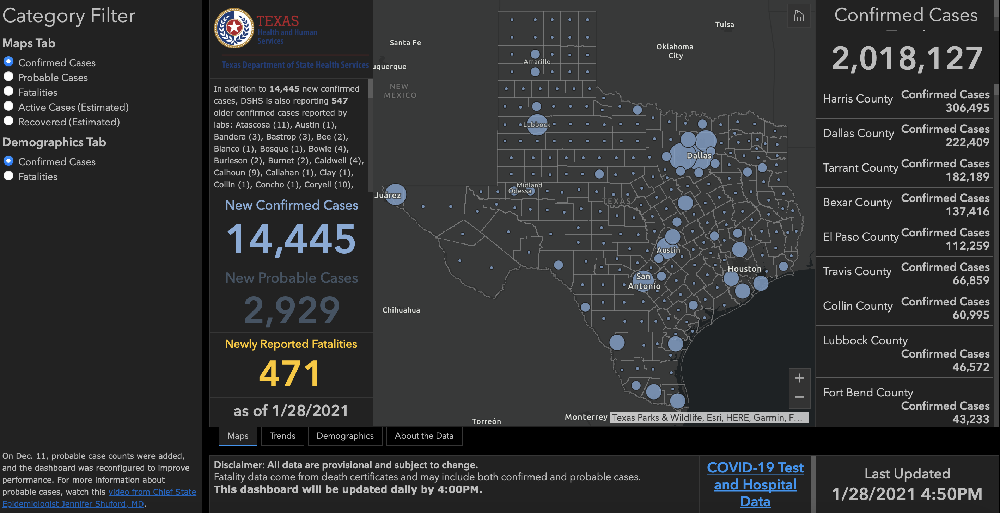 Category Filter
Maps Tab
Confirmed Cases
Probable Cases
Fatalities
Active Cases (Estimated)
Recovered (Estimated)
Demographics Tab
Confirmed Cases
Fatalities
On Dec. 11, probable case counts were added,
and the dashboard was reconfigured to improve
performance. For more information about
probable cases, watch this video from Chief State
Epidemiologist Jennifer Shuford, MD.
TEXAS
Health and Human
Services
Texas Department of State Health Services
In addition to 14,445 new confirmed
cases, DSHS is also reporting 547
older confirmed cases reported by
labs: Atascosa (11), Austin (1),
Bandera (3), Bastrop (3), Bee (2),
Blanco (1), Bosque (1), Bowie (4),
Burleson (2), Burnet (2), Caldwell (4),
Calhoun (9), Callahan (1), Clay (1),
Collin (1), Concho (1), Coryell (10),
New Confirmed Cases
14,445
New Probable Cases
2,929
Newly Reported Fatalities
471
as of 1/28/2021
Tulsa
Santa Fe
Oklahoma
City
uquerque
Amarillo
NEW
MEXICO
Lubbock
Dallas
Midland
Odessa
Juárez
TEXAS
Austin
Houston
San
Antonio
Chihuahua
Monterrey
Torreón
Texas Parks & Wildlife, Esri, HERE, Garmin, F...
+
−
Confirmed Cases
2,018,127
Harris County Confirmed Cases
306,495
Dallas County Confirmed Cases
222,409
Tarrant County Confirmed Cases
182,189
Bexar County Confirmed Cases
137,416
El Paso County Confirmed Cases
112,259
Travis County Confirmed Cases
66,859
Collin County Confirmed Cases
60,995
Lubbock County
Confirmed Cases
46,572
Fort Bend County
Confirmed Cases
43,233
Maps
Trends
Demographics
About the Data
Disclaimer: All data are provisional and subject to change.
Fatality data come from death certificates and may include both confirmed and probable cases.
This dashboard will be updated daily by 4:00PM.
COVID-19 Test
and Hospital
Data
Last Updated
1/28/2021 4:50PM